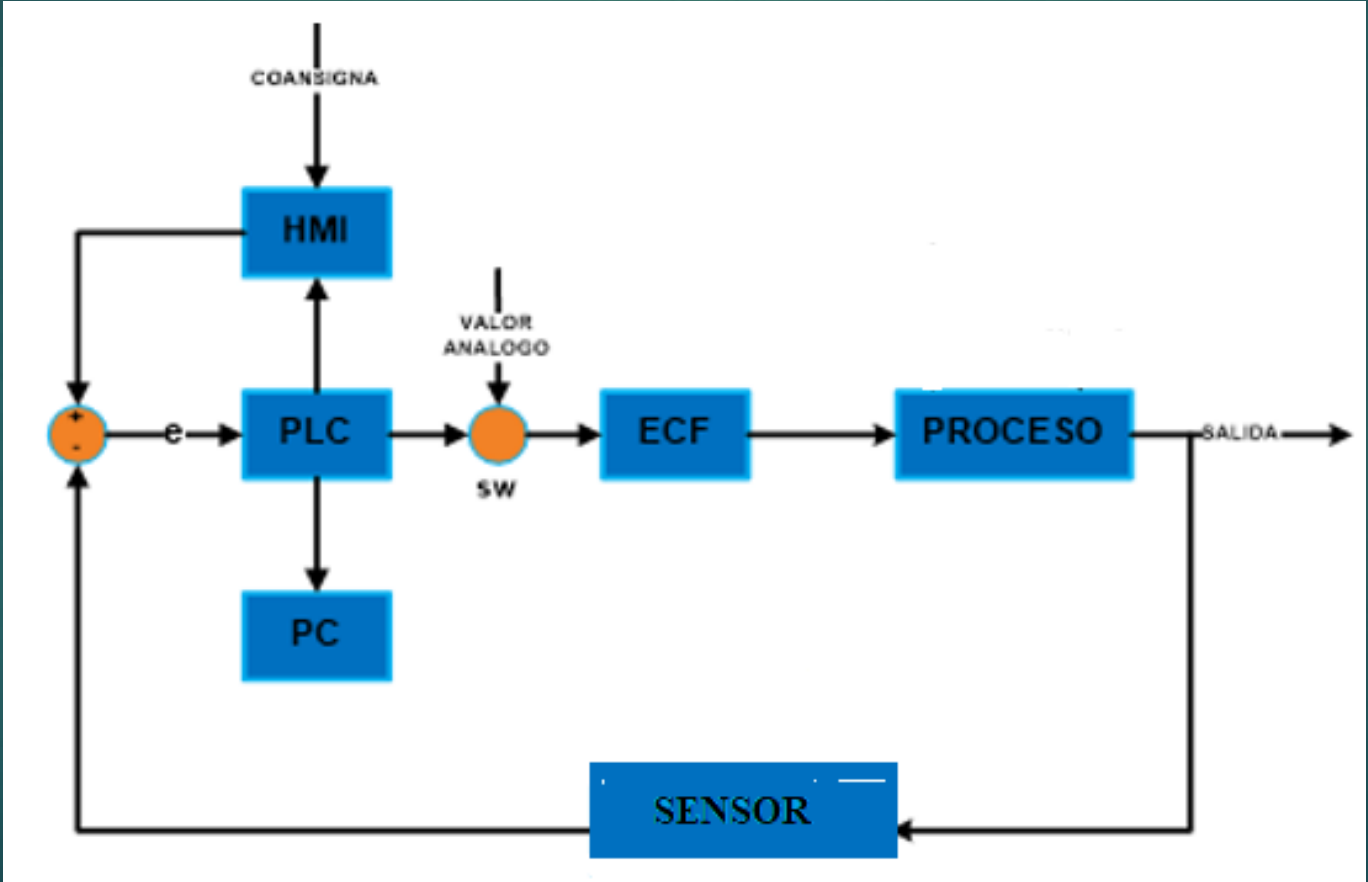 COANSIGNA
HMI
VALOR
ANALOGO
+
-
e
PLC
SW
ECF
PROCESO
SALIDA
PC
SENSOR